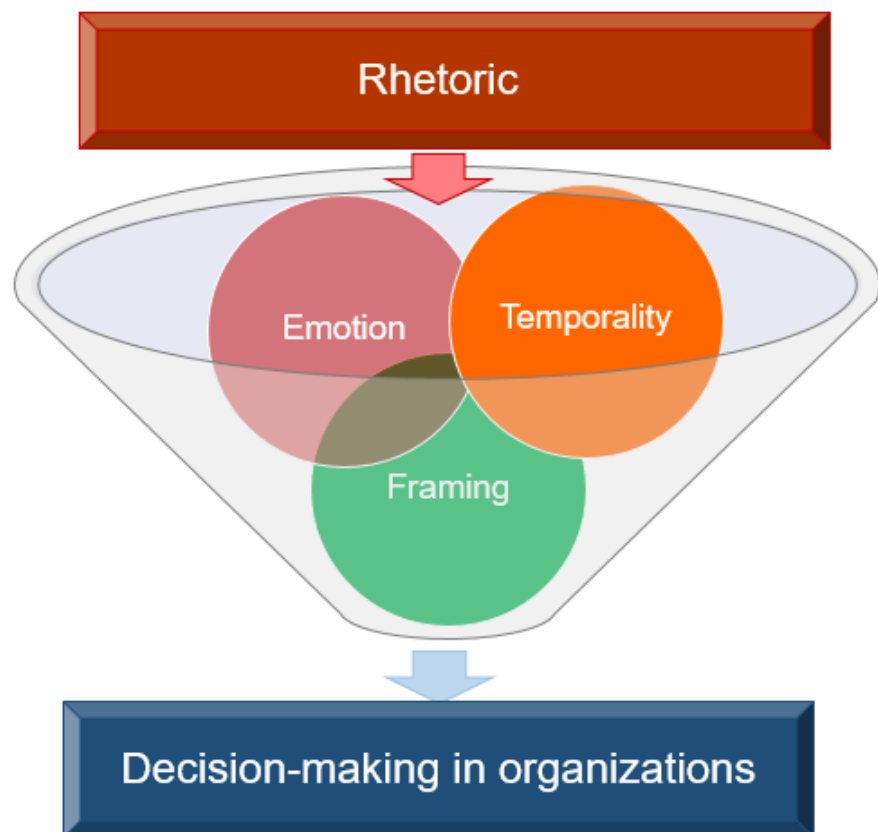 Rhetoric
Emotion
Temporality
Framing
Decision-making in organizations